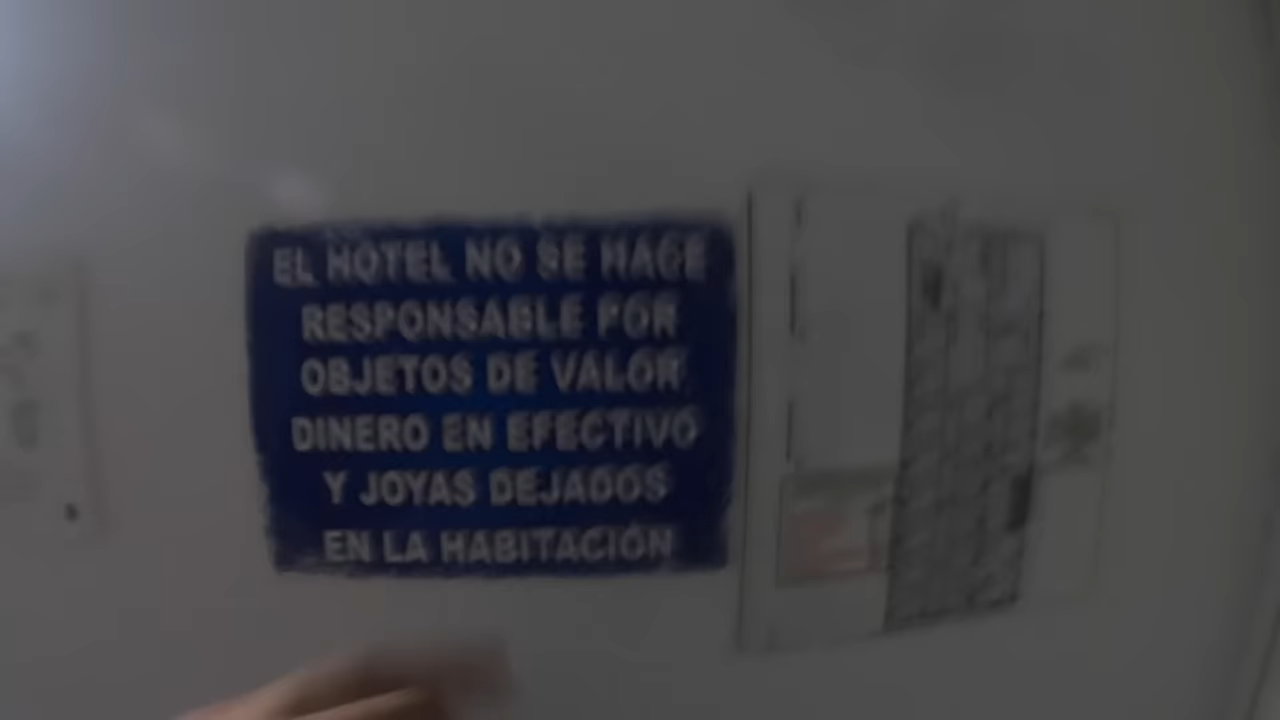 EL HOTEL NO SE HACE
RESPONSABLE POR
OBJETOS DE VALOR
DINERO EN EFECTIVO
Y JOYAS DEJADOS
EN LA HABITACIÓN